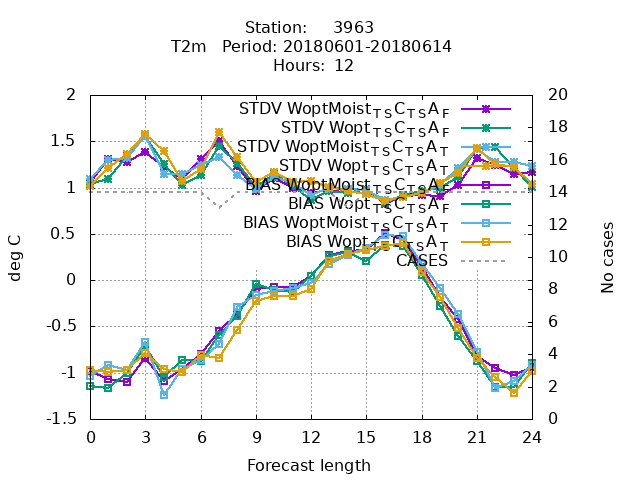 Station: 3963
T2m Period: 20180601-20180614
Hours: 12
2 20
STDV WoptMoist_TS C_TS A_F
18
STDV Wopt_TS C_TS A_F
1.5 STDV WoptMoist_TS C_TS A_T 16
STDV Wopt_TS C_TS A_T
1 BIAS WoptMoist_TS C_TS A_F 14
BIAS Wopt_TS C_TS A_F
0.5 BIAS WoptMoist_TS C_TS A_T 12
BIAS Wopt_TS C_TS A_T
CASES 10
0 8
-0.5 6
4
-1 2
-1.5 0
0 3 6 9 12 15 18 21 24
Forecast length
deg C
No cases